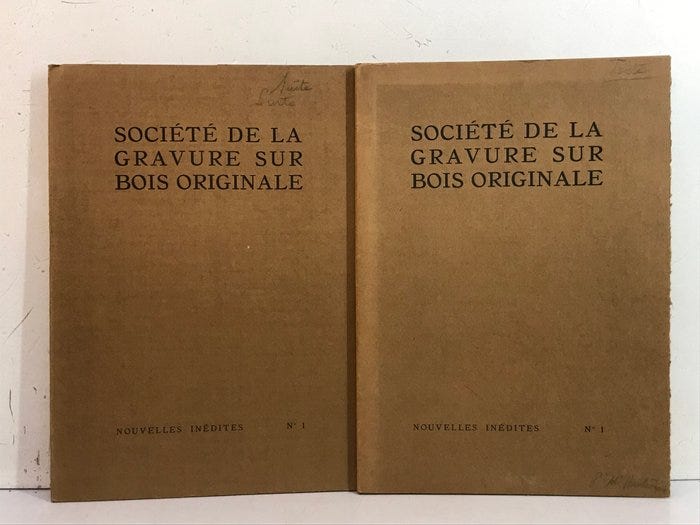 Suite
SOCIÉTÉ DE LA
GRAVURE SUR
BOIS ORIGINALE
NOUVELLES INÉDITES N° 1
SOCIÉTÉ DE LA
GRAVURE SUR
BOIS ORIGINALE
NOUVELLES INÉDITES N° 1